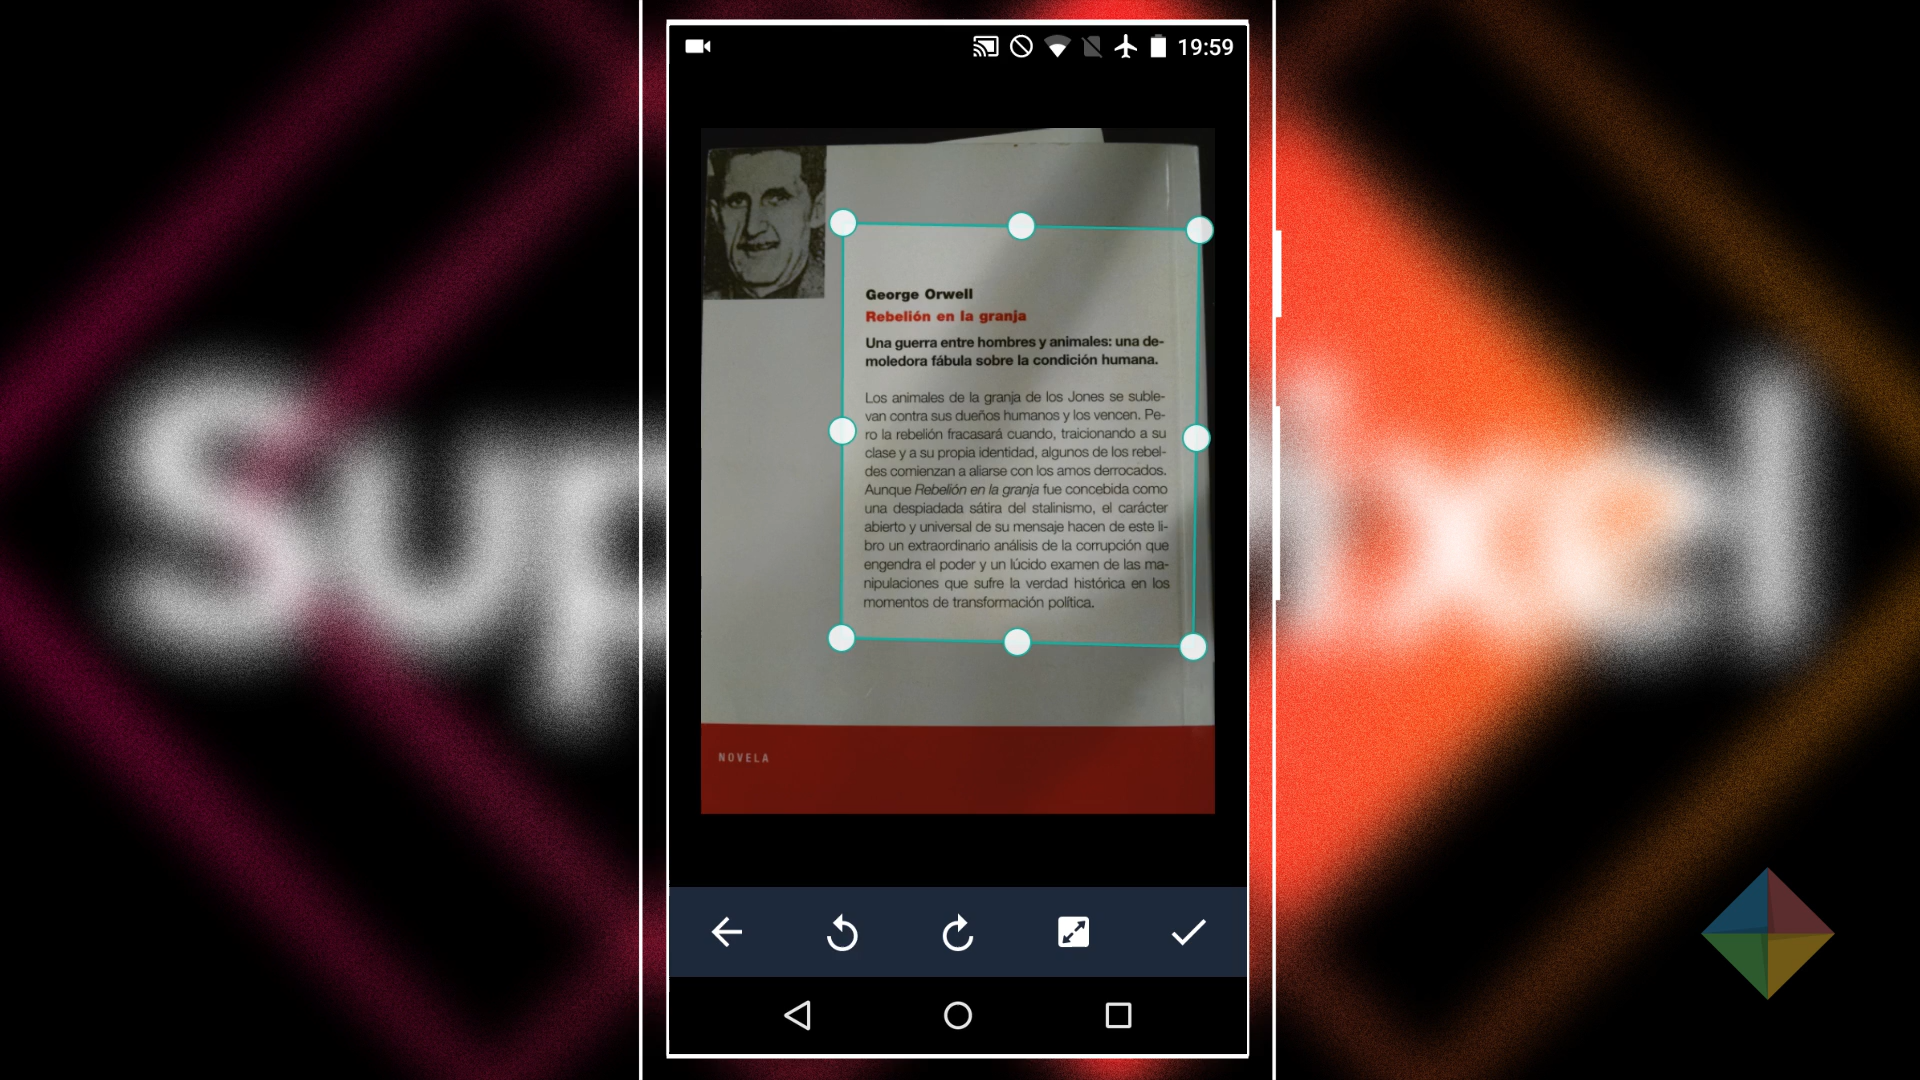 19:59
George Orwell
Rebelión en la granja
Una guerra entre hombres y animales: una de-
moledora fábula sobre la condición humana.
Los animales de la granja de los Jones se suble-
van contra sus dueños humanos y los vencen. Pe-
ro la rebelión fracasará cuando, traicionando a su
clase y a su propia identidad, algunos de los rebel-
des comienzan a aliarse con los amos derrocados.
Aunque Rebelión en la granja fue concebida como
una despiadada sátira del stalinismo, el carácter
abierto y universal de su mensaje hacen de este li-
bro un extraordinario análisis de la corrupción que
engendra el poder y un lúcido examen de las ma-
nipulaciones que sufre la verdad histórica en los
momentos de transformación política.
NOVELA